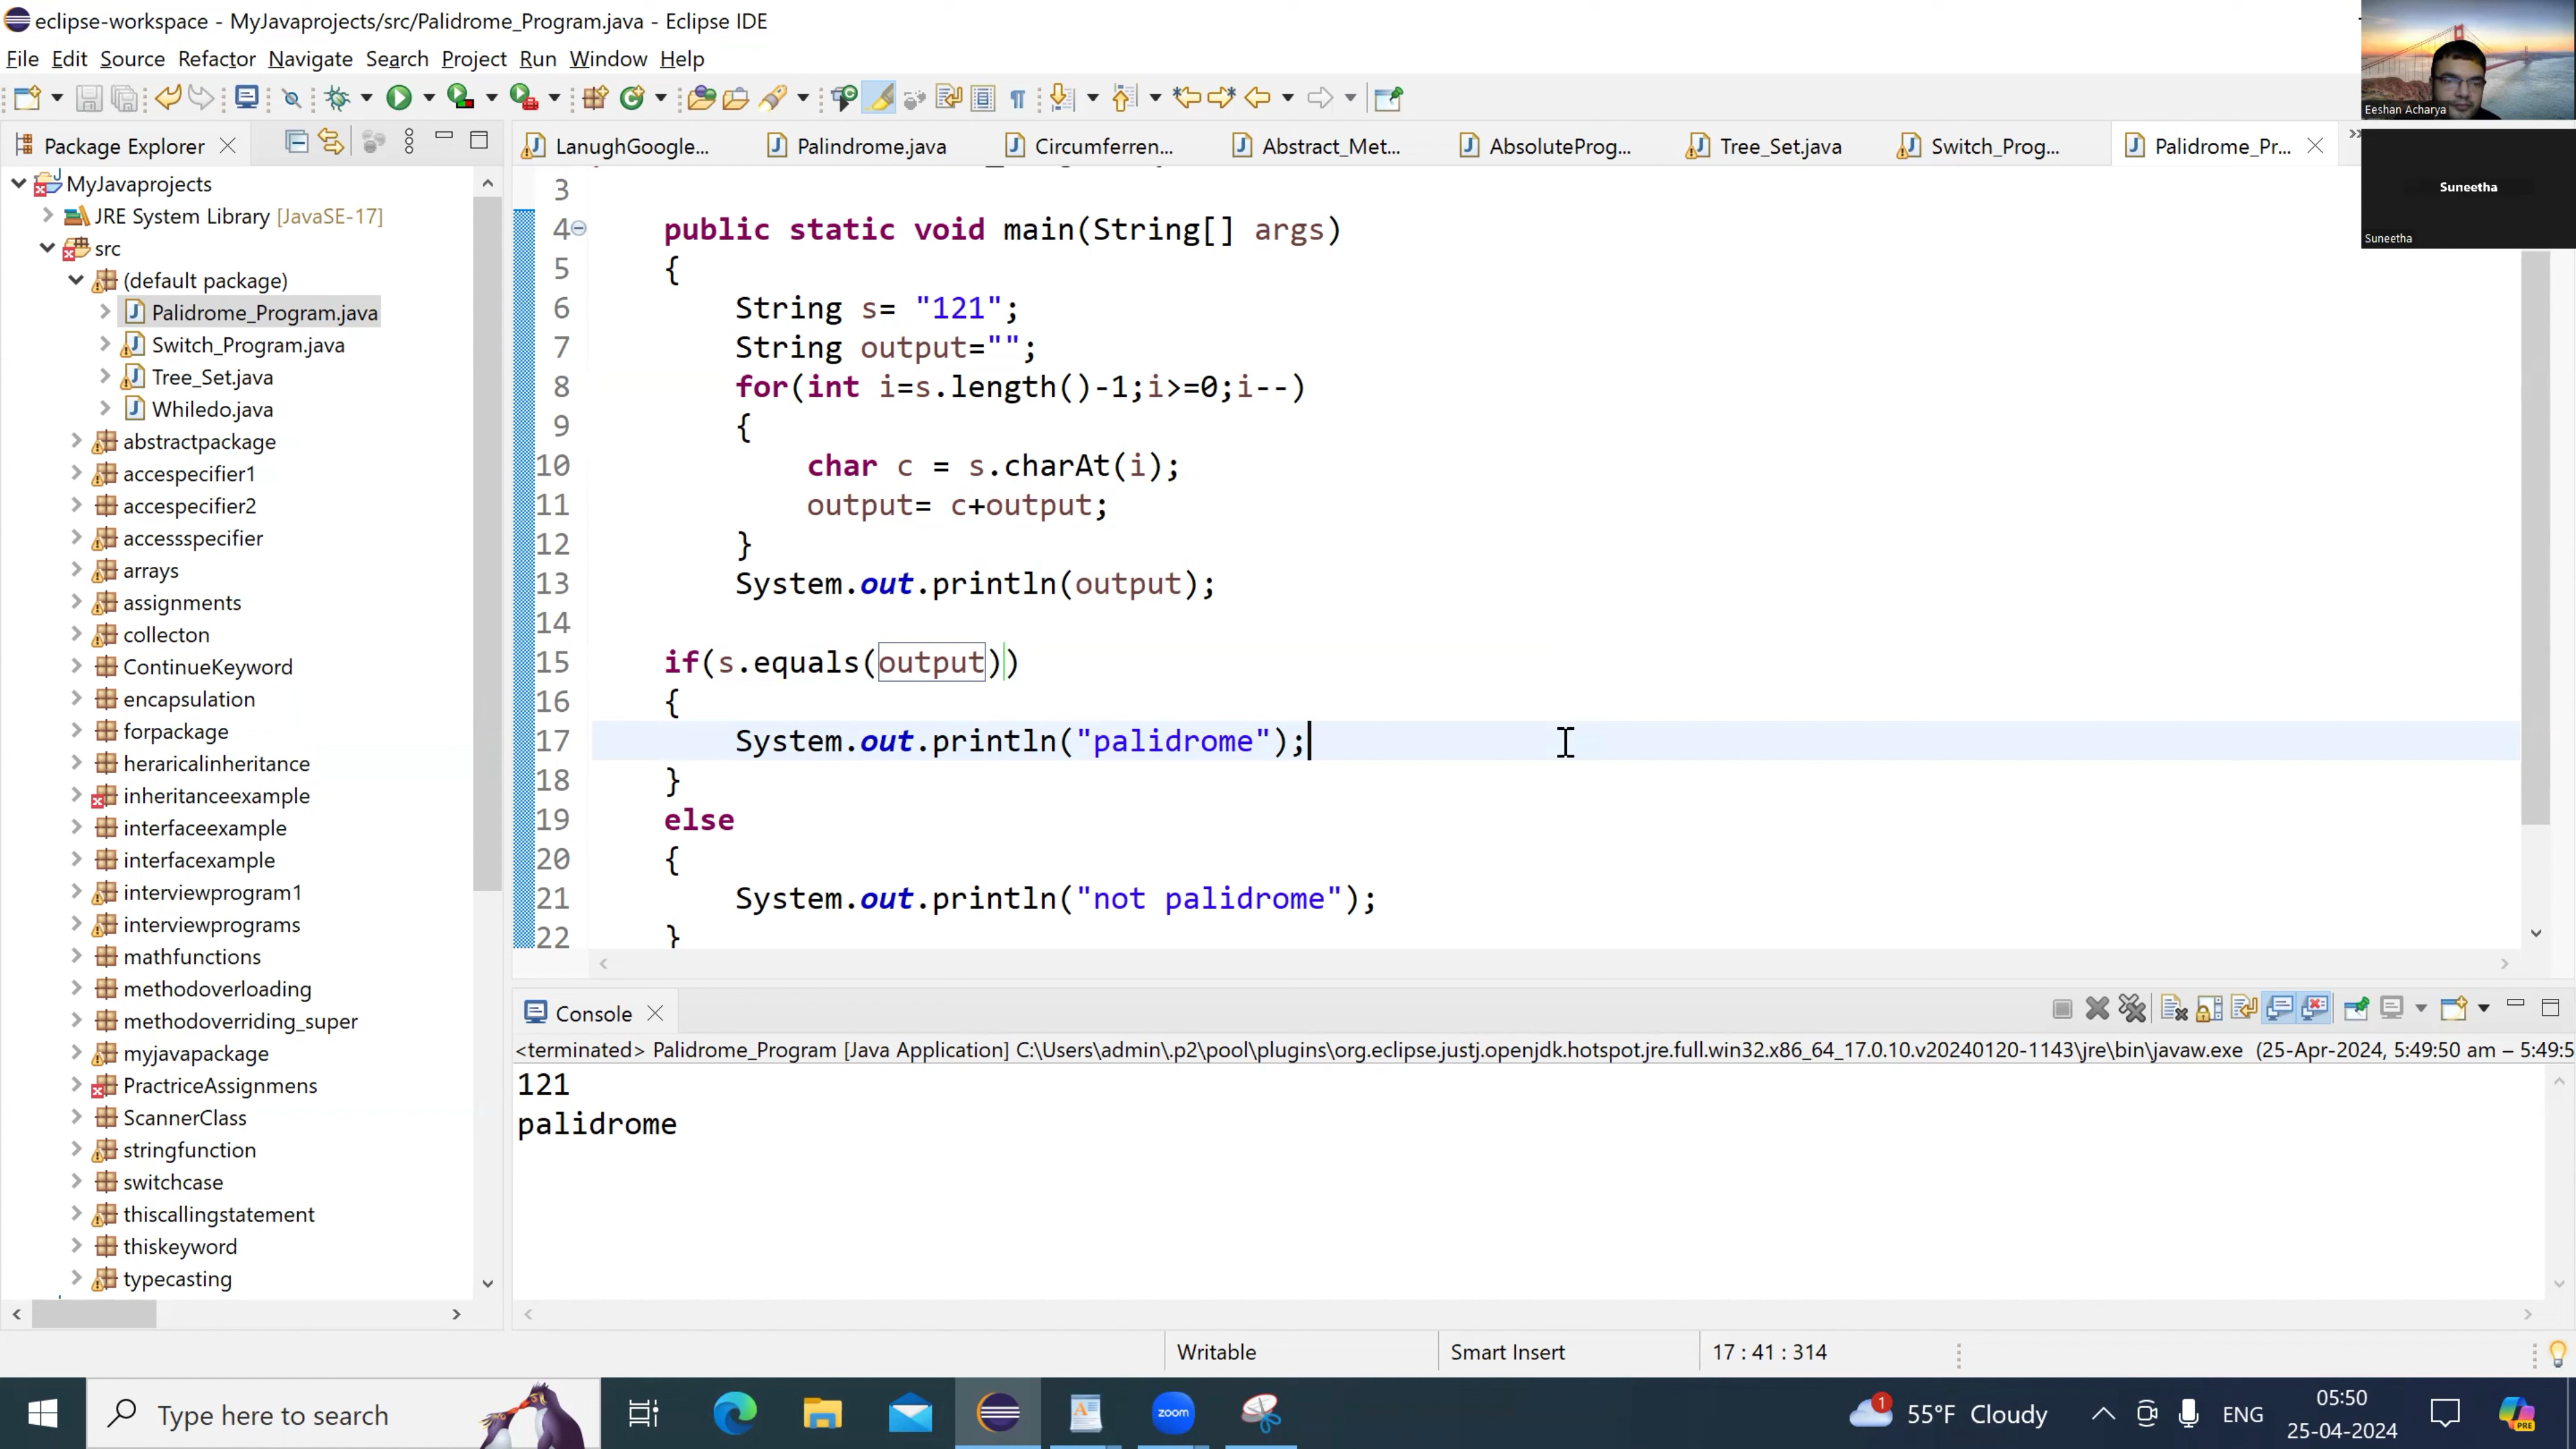 eclipse-workspace - MyJavaprojects/src/Palidrome_Program.java - Eclipse IDE
File Edit Source Refactor Navigate Search Project Run Window Help
Eeshan Acharya
Suneetha
Suneetha
Package Explorer
LanughGoogle... Palindrome.java Circumferren... Abstract_Met... AbsoluteProg... Tree_Set.java Switch_Prog... Palidrome_Pr...
MyJavaprojects
JRE System Library [JavaSE-17]
src
(default package)
Palidrome_Program.java
Switch_Program.java
Tree_Set.java
Whiledo.java
abstractpackage
accespecifier1
accespecifier2
accessspecifier
arrays
assignments
collecton
ContinueKeyword
encapsulation
forpackage
heraricalinheritance
inheritanceexample
interfaceexample
interfacexample
interviewprogram1
interviewprograms
mathfunctions
methodoverloading
methodoverriding_super
myjavapackage
PractriceAssignmens
ScannerClass
stringfunction
switchcase
thiscallingstatement
thiskeyword
typecasting
3
4 public static void main(String[] args)
5 {
6 String s= "121";
7 String output="";
8 for(int i=s.length()-1;i>=0;i--)
9 {
10 char c = s.charAt(i);
11 output= c+output;
12 }
13 System.out.println(output);
14
15 if(s.equals(output))
16 {
17 System.out.println("palidrome");
18 }
19 else
20 {
21 System.out.println("not palidrome");
22 }
Console
<terminated> Palidrome_Program [Java Application] C:\Users\admin\.p2\pool\plugins\org.eclipse.justj.openjdk.hotspot.jre.full.win32.x86_64_17.0.10.v20240120-1143\jre\bin\javaw.exe (25-Apr-2024, 5:49:50 am – 5:49:5
121
palidrome
Writable Smart Insert 17 : 41 : 314
Type here to search
zoom
1
55°F Cloudy
ENG
05:50
25-04-2024
PRE